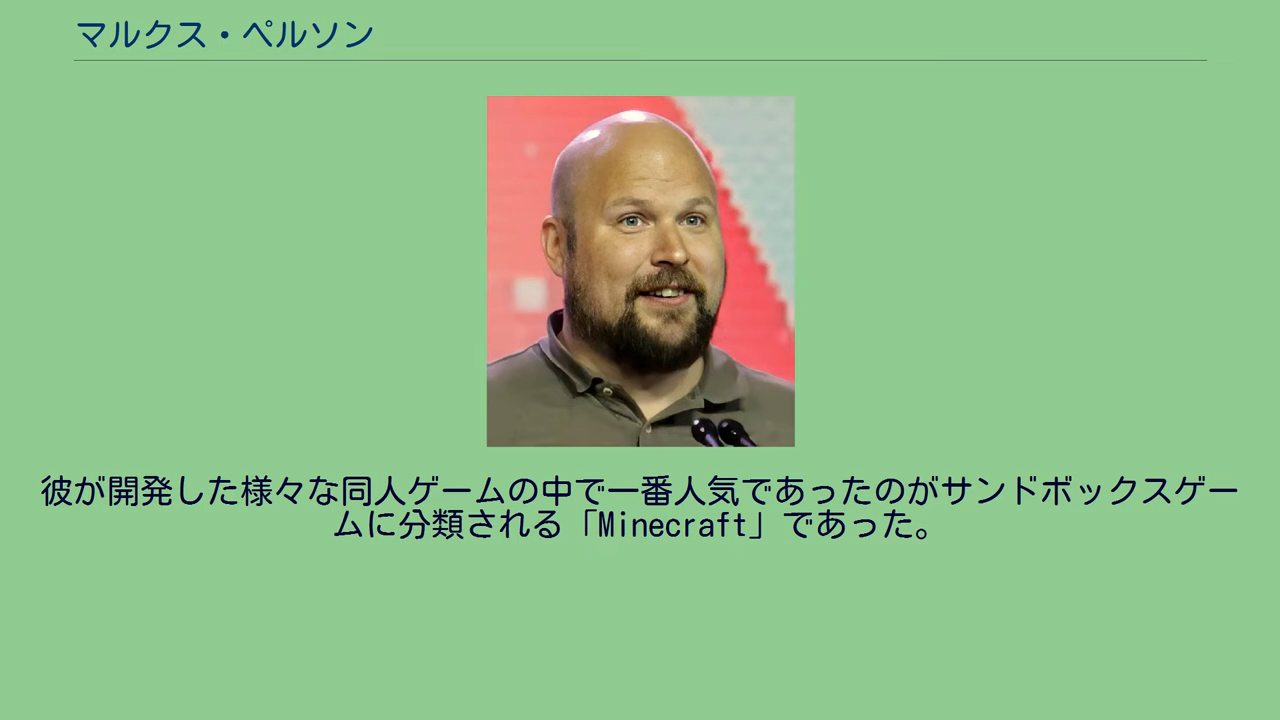 マルクス・ペルソン
彼が開発した様々な同人ゲームの中で一番人気であったのがサンドボックスゲー
ムに分類される「Minecraft」であった。